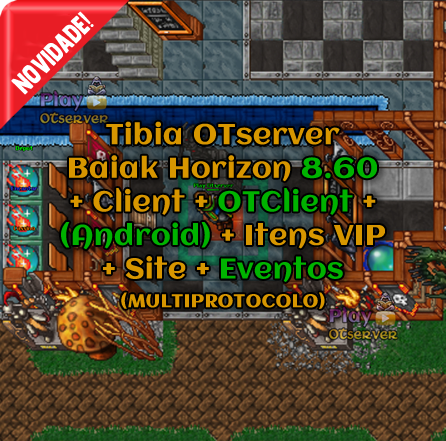 NOVIDADE!
Play
OTserver
Tibia OTserver
Baiak Horizon 8.60
+ Client + OTClient +
(Android) + Itens VIP
+ Site + Eventos
(MULTIPROTOCOLO)
Play
OTserver